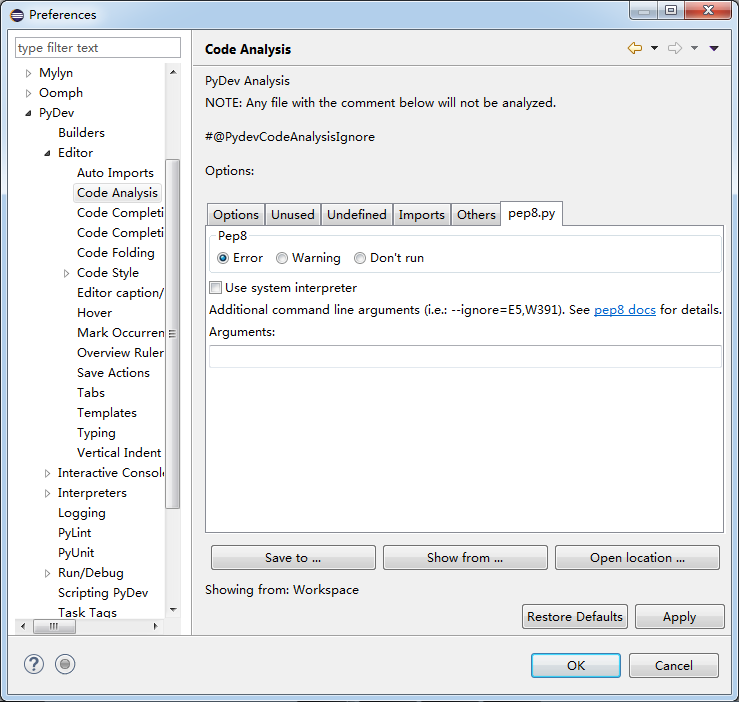 Preferences
type filter text
Mylyn
Oomph
PyDev
Builders
Editor
Auto Imports
Code Analysis
Code Completi
Code Completi
Code Folding
Code Style
Editor caption/
Hover
Mark Occurren
Overview Ruler
Save Actions
Tabs
Templates
Typing
Vertical Indent
Interactive Consol
Interpreters
Logging
PyLint
PyUnit
Run/Debug
Scripting PyDev
Task Tags
Code Analysis
PyDev Analysis
NOTE: Any file with the comment below will not be analyzed.
#@PydevCodeAnalysisIgnore
Options:
Options Unused Undefined Imports Others pep8.py
Pep8
Error Warning Don't run
Use system interpreter
Additional command line arguments (i.e.: --ignore=E5,W391). See pep8 docs for details.
Arguments:
Save to ... Show from ... Open location ...
Showing from: Workspace
Restore Defaults Apply
? OK Cancel